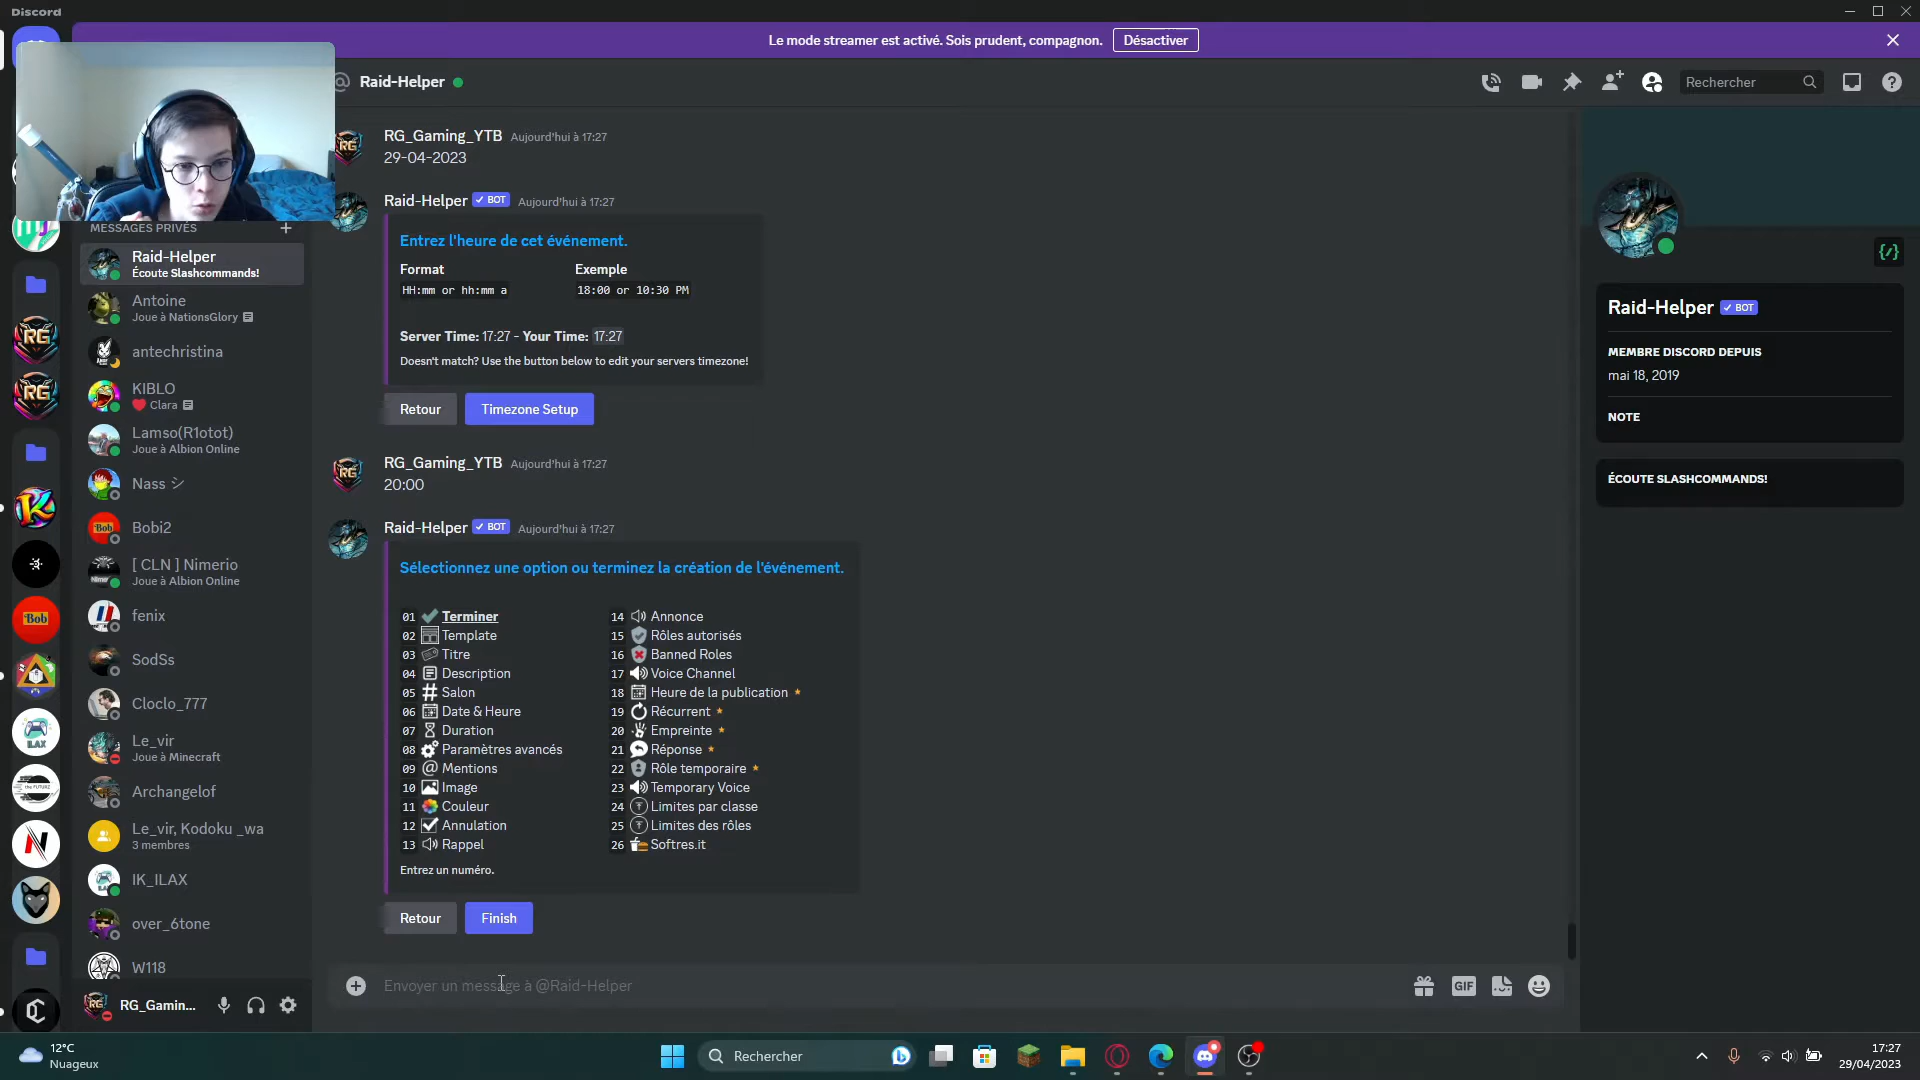 Discord
Le mode streamer est activé. Sois prudent, compagnon.
Désactiver
Raid-Helper
Rechercher
RG_Gaming_YTB Aujourd'hui à 17:27
29-04-2023
Raid-Helper ✓ BOT Aujourd'hui à 17:27
Entrez l'heure de cet événement.
Format Exemple
HH:mm or hh:mm a 18:00 or 10:30 PM
Server Time: 17:27 - Your Time: 17:27
Doesn't match? Use the button below to edit your servers timezone!
Retour Timezone Setup
RG_Gaming_YTB Aujourd'hui à 17:27
20:00
Raid-Helper ✓ BOT Aujourd'hui à 17:27
Sélectionnez une option ou terminez la création de l'événement.
01 Terminer
02 Template
03 Titre
04 Description
05 Salon
06 Date & Heure
07 Duration
08 Paramètres avancés
09 Mentions
10 Image
11 Couleur
12 Annulation
13 Rappel
14 Annonce
15 Rôles autorisés
16 Banned Roles
17 Voice Channel
18 Heure de la publication
19 Récurrent
20 Empreinte
21 Réponse
22 Rôle temporaire
23 Temporary Voice
24 Limites par classe
25 Limites des rôles
26 Softres.it
Entrez un numéro.
Retour Finish
Envoyer un message à @Raid-Helper
GIF
MESSAGES PRIVÉS
Raid-Helper
Écoute Slashcommands!
Antoine
Joue à NationsGlory
antechristina
KIBLO
Clara
Lamso(R1otot)
Joue à Albion Online
Nass シ
Bobi2
[ CLN ] Nimerio
Joue à Albion Online
fenix
SodSs
Cloclo_777
Le_vir
Joue à Minecraft
Archangelof
Le_vir, Kodoku _wa
3 membres
IK_ILAX
over_6tone
W118
RG_Gamin...
RG
RG
Bob
ILAX
Raid-Helper ✓ BOT
MEMBRE DISCORD DEPUIS
mai 18, 2019
NOTE
ÉCOUTE SLASHCOMMANDS!
12°C
Nuageux
Rechercher
17:27
29/04/2023